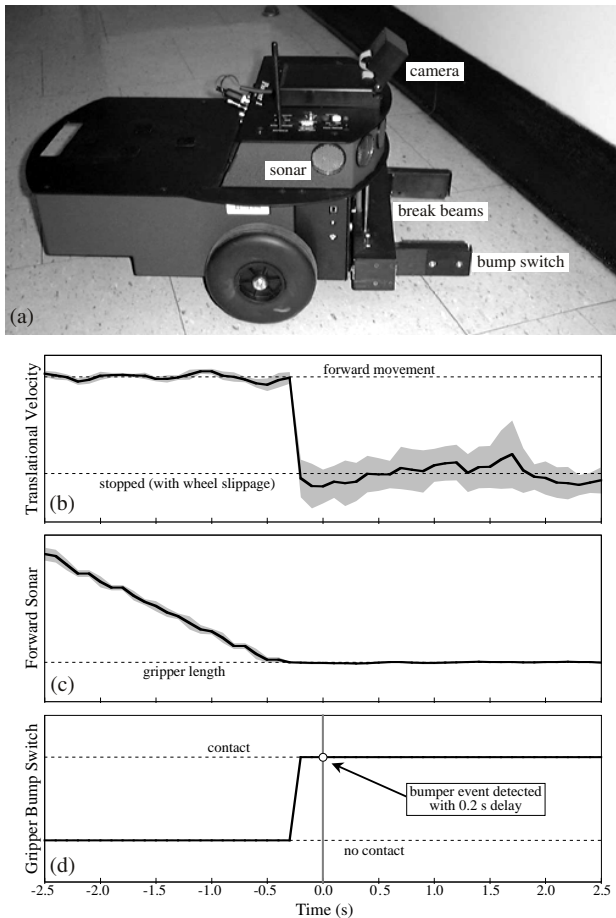 camera
sonar
break beams
bump switch
(a)
Translational Velocity
forward movement
stopped (with wheel slippage)
(b)
Forward Sonar
gripper length
(c)
Gripper Bump Switch
contact
bumper event detected
with 0.2 s delay
no contact
(d)
-2.5 -2.0 -1.5 -1.0 -0.5 0.0 0.5 1.0 1.5 2.0 2.5
Time (s)